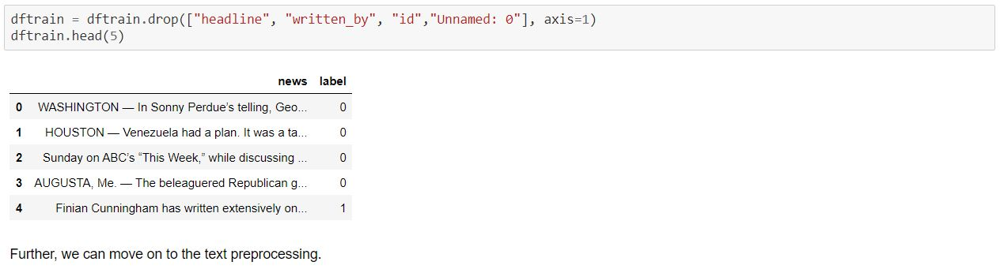 dftrain = dftrain.drop(["headline", "written_by", "id","Unnamed: 0"], axis=1)
dftrain.head(5)
news label
0 WASHINGTON — In Sonny Perdue’s telling, Geo... 0
1 HOUSTON — Venezuela had a plan. It was a ta... 0
2 Sunday on ABC’s “This Week,” while discussing ... 0
3 AUGUSTA, Me. — The beleaguered Republican g... 0
4 Finian Cunningham has written extensively on... 1
Further, we can move on to the text preprocessing.